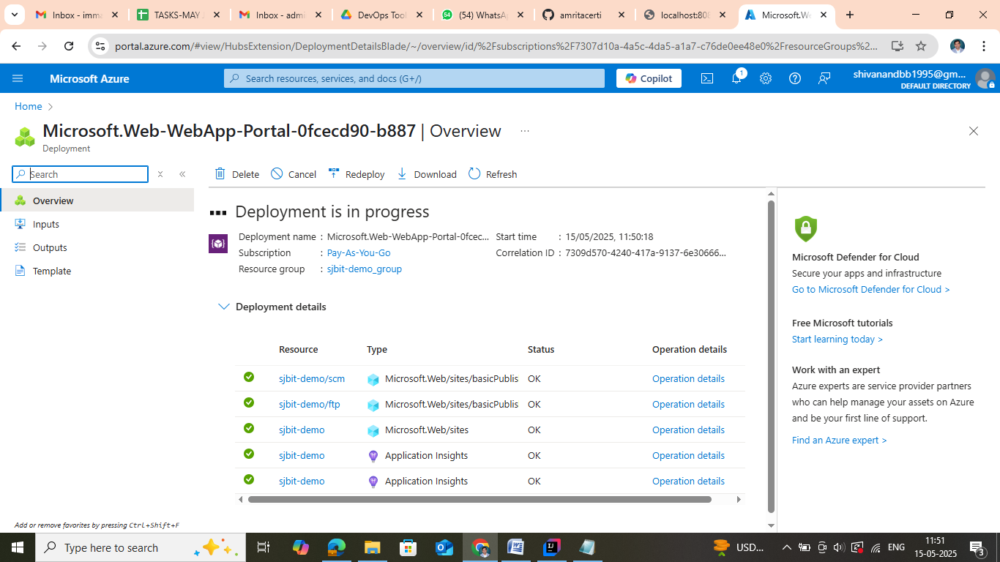 Inbox - imma
TASKS-MAY
Inbox - admi
DevOps Tool
(54) WhatsA
amritacerti
localhost:808
Microsoft.We
portal.azure.com/#view/HubsExtension/DeploymentDetailsBlade/~/overview/id/%2Fsubscriptions%2F7307d10a-4a5c-4da5-a1a7-c76de0ee48e0%2FresourceGroups%2...
Microsoft Azure
Search resources, services, and docs (G+/)
Copilot
1
shivanandbb1995@gm...
DEFAULT DIRECTORY
Home
Microsoft.Web-WebApp-Portal-0fcecd90-b887 | Overview ...
Deployment
Search
Delete
Cancel
Redeploy
Download
Refresh
Overview
Inputs
Outputs
Template
Deployment is in progress
Deployment name : Microsoft.Web-WebApp-Portal-0fcec... Start time : 15/05/2025, 11:50:18
Subscription : Pay-As-You-Go Correlation ID : 7309d570-4240-417a-9137-6e30666...
Resource group : sjbit-demo_group
Deployment details
Resource Type Status Operation details
sjbit-demo/scm Microsoft.Web/sites/basicPublis OK Operation details
sjbit-demo/ftp Microsoft.Web/sites/basicPublis OK Operation details
sjbit-demo Microsoft.Web/sites OK Operation details
sjbit-demo Application Insights OK Operation details
sjbit-demo Application Insights OK Operation details
Microsoft Defender for Cloud
Secure your apps and infrastructure
Go to Microsoft Defender for Cloud >
Free Microsoft tutorials
Start learning today >
Work with an expert
Azure experts are service provider partners
who can help manage your assets on Azure
and be your first line of support.
Find an Azure expert >
Add or remove favorites by pressing Ctrl+Shift+F
Type here to search
USD...
ENG
11:51
15-05-2025
3